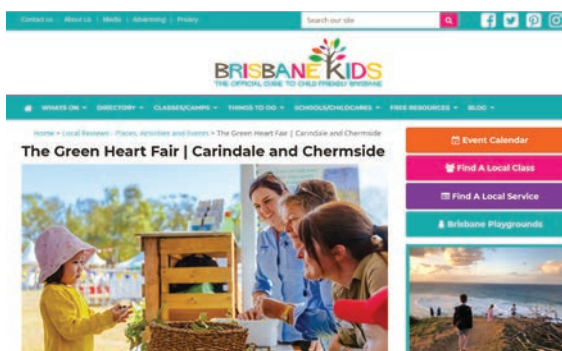 Contact us | About Us | Media | Advertising | Privacy
Search our site
BRISBANE KIDS
THE OFFICIAL GUIDE TO CHILD FRIENDLY BRISBANE
WHATS ON DIRECTORY CLASSES/CAMPS THINGS TO DO SCHOOLS/CHILDCARES FREE RESOURCES BLOG
Home > Local Reviews - Places, Activities and Events > The Green Heart Fair | Carindale and Chermside
The Green Heart Fair | Carindale and Chermside
Event Calendar
Find A Local Class
Find A Local Service
Brisbane Playgrounds